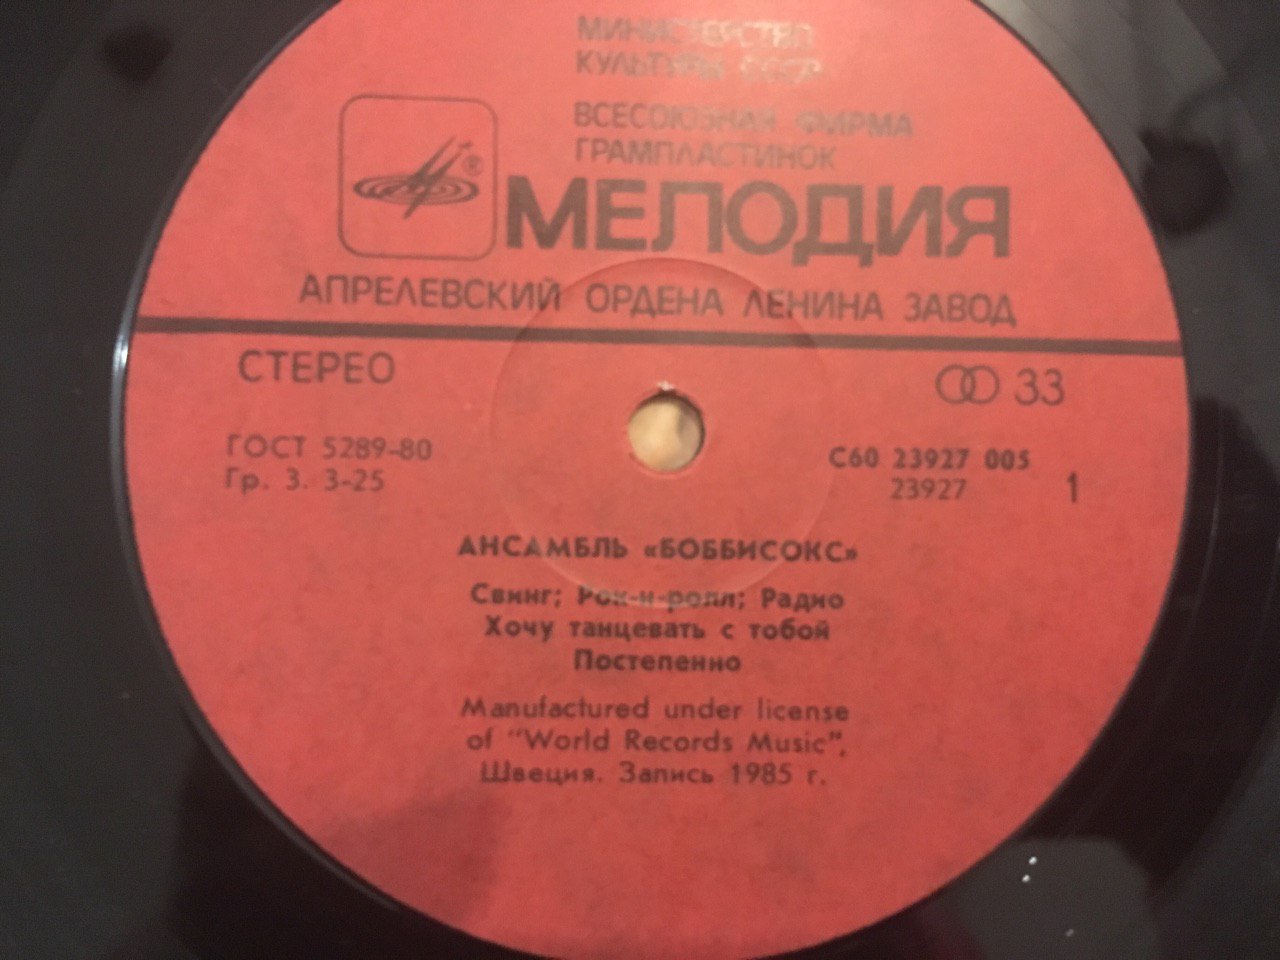 МИНИСТЕРСТВО
КУЛЬТУРЫ СССР
ВСЕСОЮЗНАЯ ФИРМА
ГРАМПЛАСТИНОК
®
МЕЛОДИЯ
АПРЕЛЕВСКИЙ ОРДЕНА ЛЕНИНА ЗАВОД
СТЕРЕО
33
ГОСТ 5289-80
Гр. 3. 3-25
С60 23927 005
23927
1
АНСАМБЛЬ «БОББИСОКС»
Свинг; Рок-н-ролл; Радио
Хочу танцевать с тобой
Постепенно
Manufactured under license
of "World Records Music",
Швеция. Запись 1985 г.